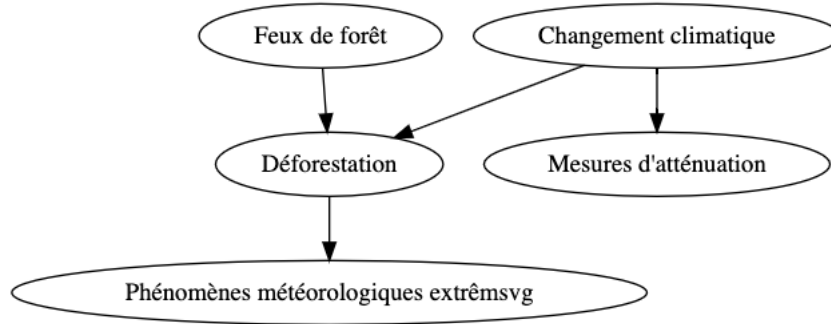 Feux de forêt
Changement climatique
Déforestation
Mesures d'atténuation
Phénomènes météorologiques extrêmsvg